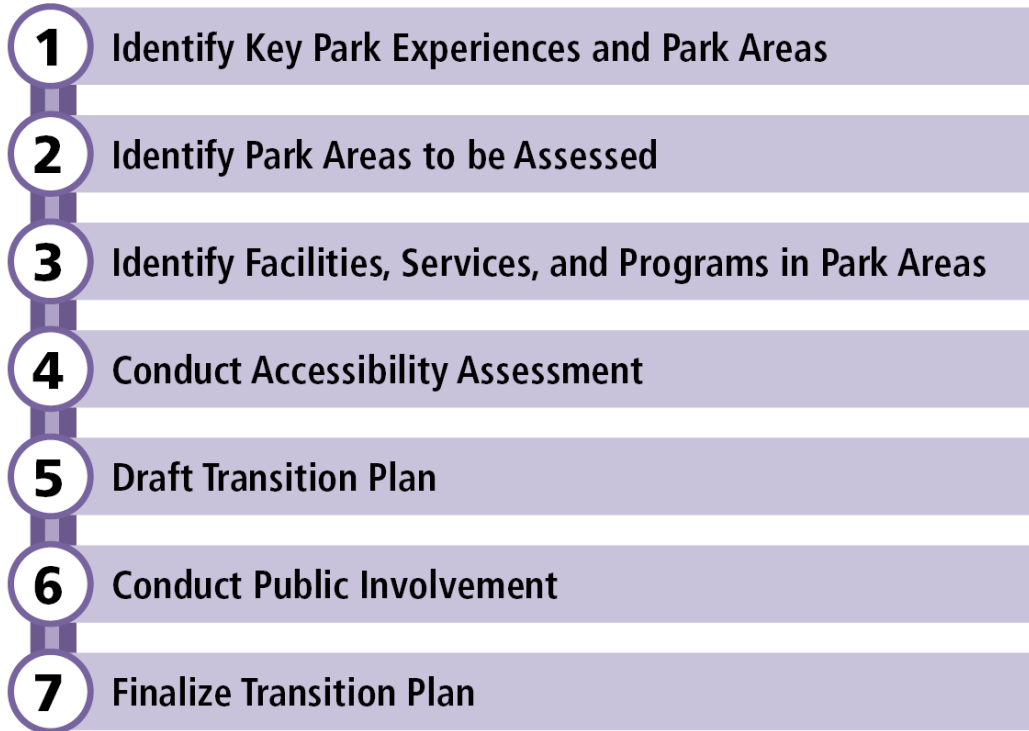 1 Identify Key Park Experiences and Park Areas
2 Identify Park Areas to be Assessed
3 Identify Facilities, Services, and Programs in Park Areas
4 Conduct Accessibility Assessment
5 Draft Transition Plan
6 Conduct Public Involvement
7 Finalize Transition Plan